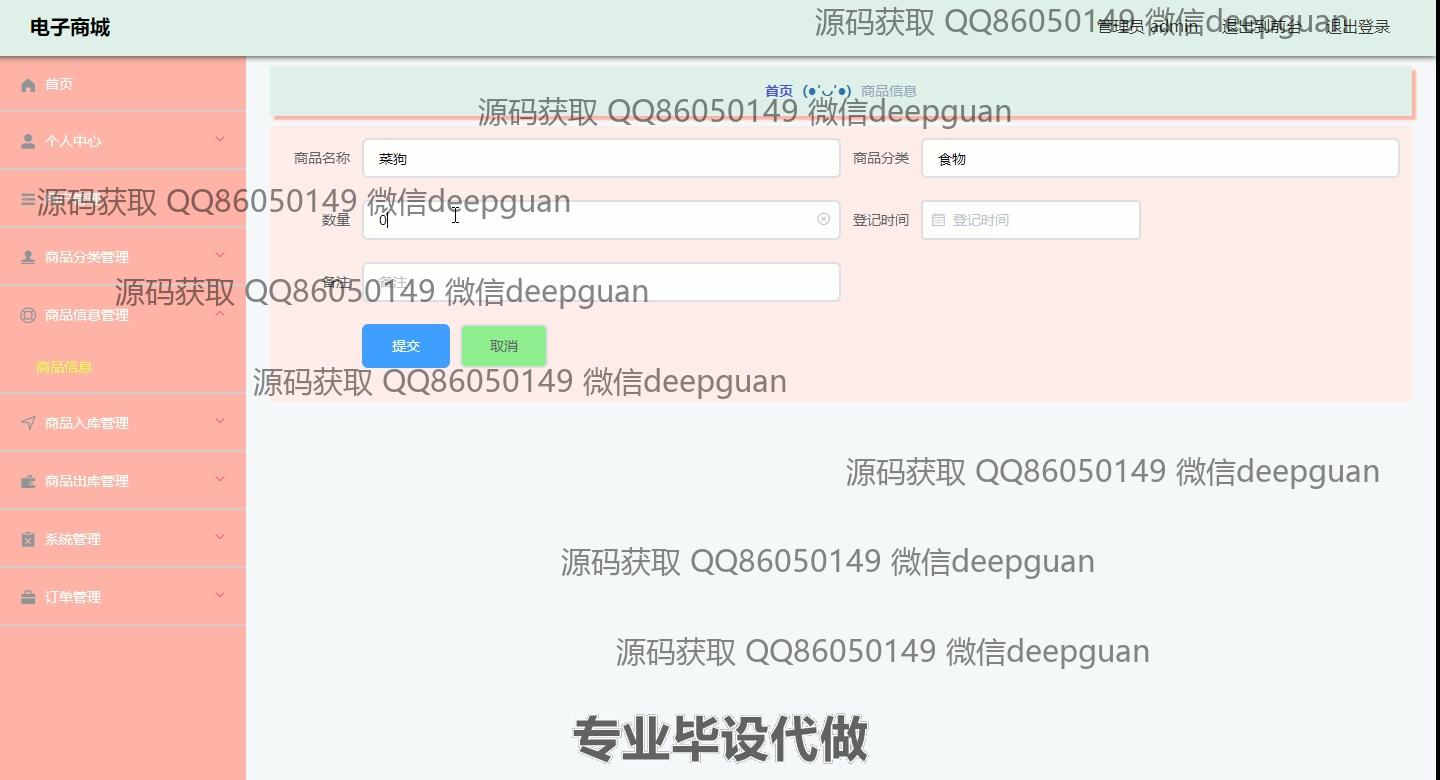 电子商城
管理员 admin
退出到前台
退出登录
源码获取 QQ86050149 微信deepguan
首页
首页 (●'◡'●) 商品信息
源码获取 QQ86050149 微信deepguan
个人中心
商品名称 菜狗
商品分类 食物
源码获取 QQ86050149 微信deepguan
数量 0
登记时间 登记时间
商品分类管理
备注 备注
源码获取 QQ86050149 微信deepguan
商品信息管理
提交
取消
商品信息
源码获取 QQ86050149 微信deepguan
商品入库管理
源码获取 QQ86050149 微信deepguan
商品出库管理
系统管理
源码获取 QQ86050149 微信deepguan
订单管理
源码获取 QQ86050149 微信deepguan
专业毕设代做